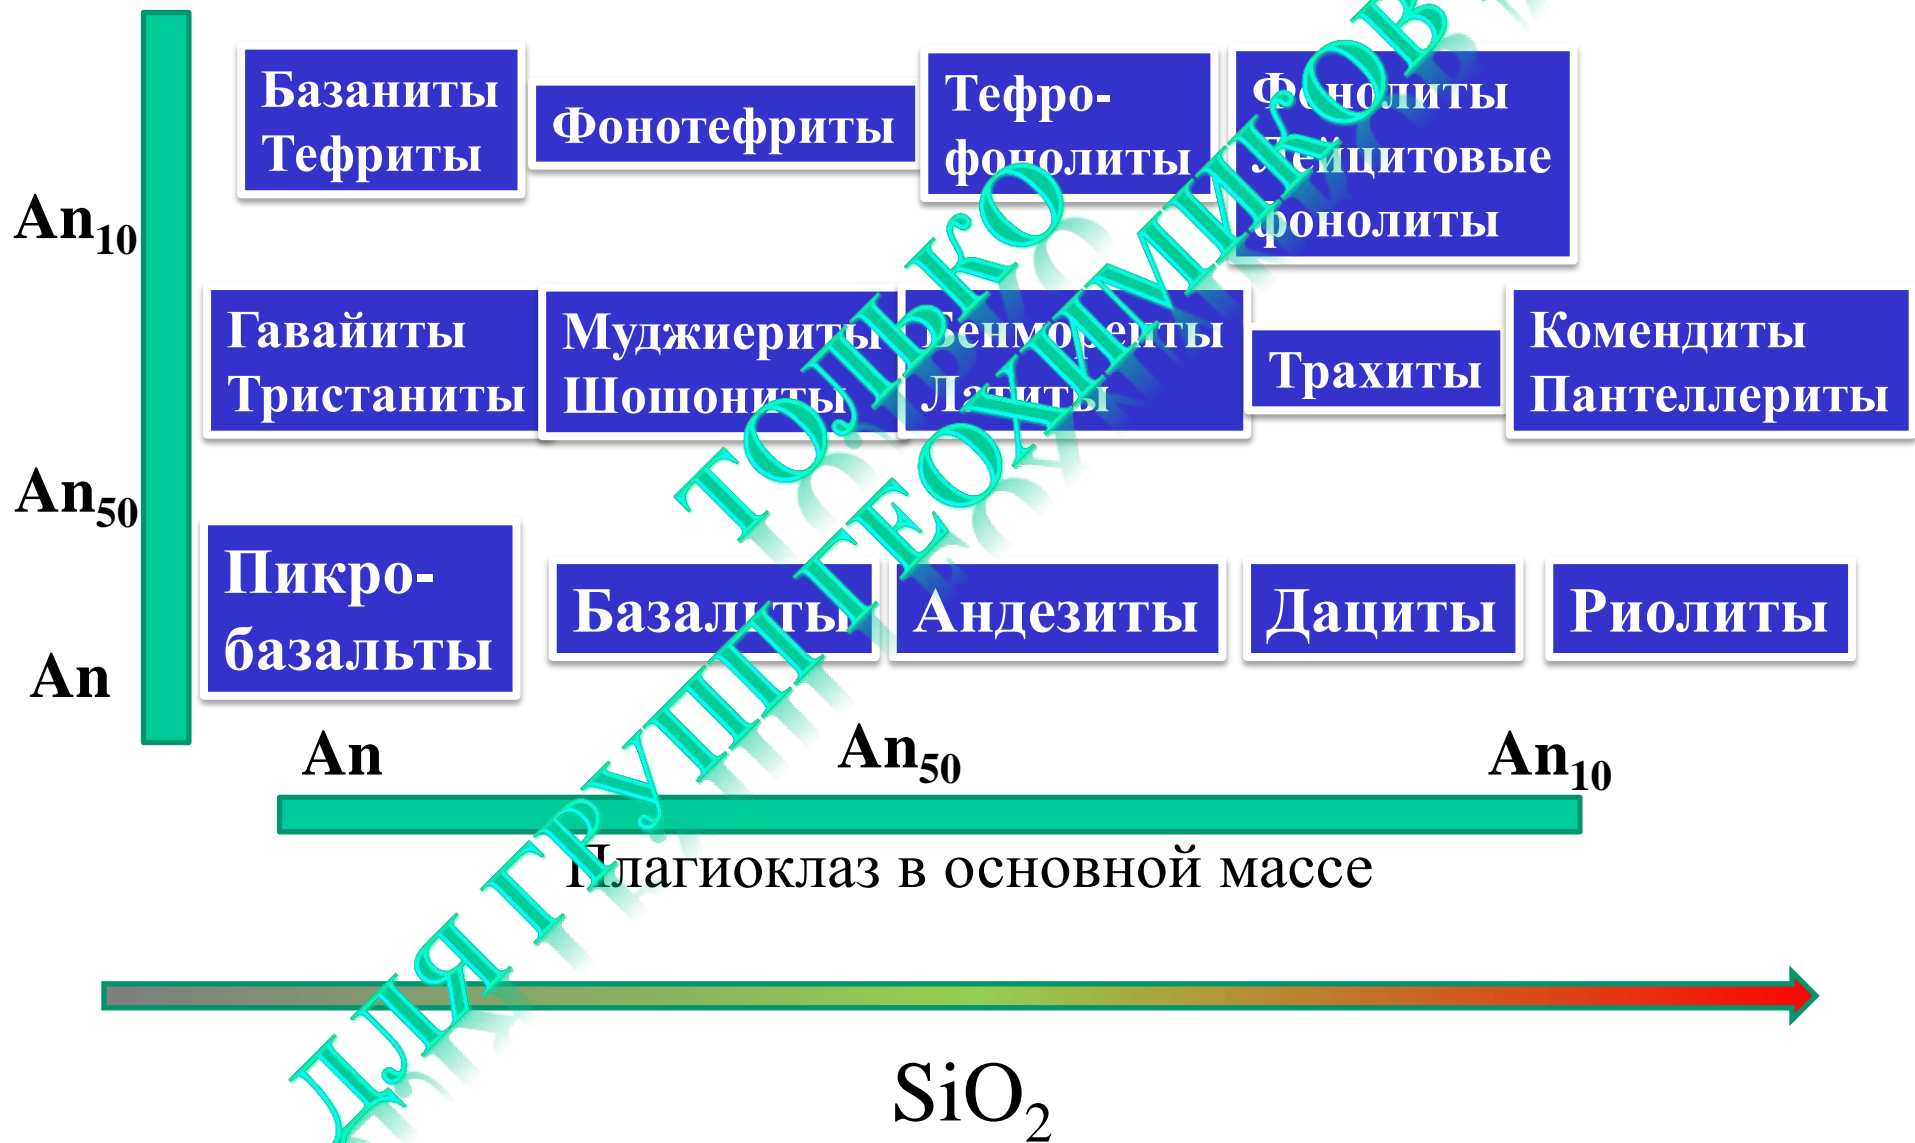 Базаниты
Тефриты
Фонотефриты
Тефро-
фонолиты
Фонолиты
Лейцитовые
фонолиты
An10
Гавайиты
Тристаниты
Муджиериты
Шошониты
Бенмореиты
Латиты
Трахиты
Комендиты
Пантеллериты
An50
Пикро-
базальты
Базальты
Андезиты
Дациты
Риолиты
An
An
An50
An10
Плагиоклаз в основной массе
SiO2
ТОЛЬКО
ДЛЯ ГРУПП ГЕОХИМИКОВ